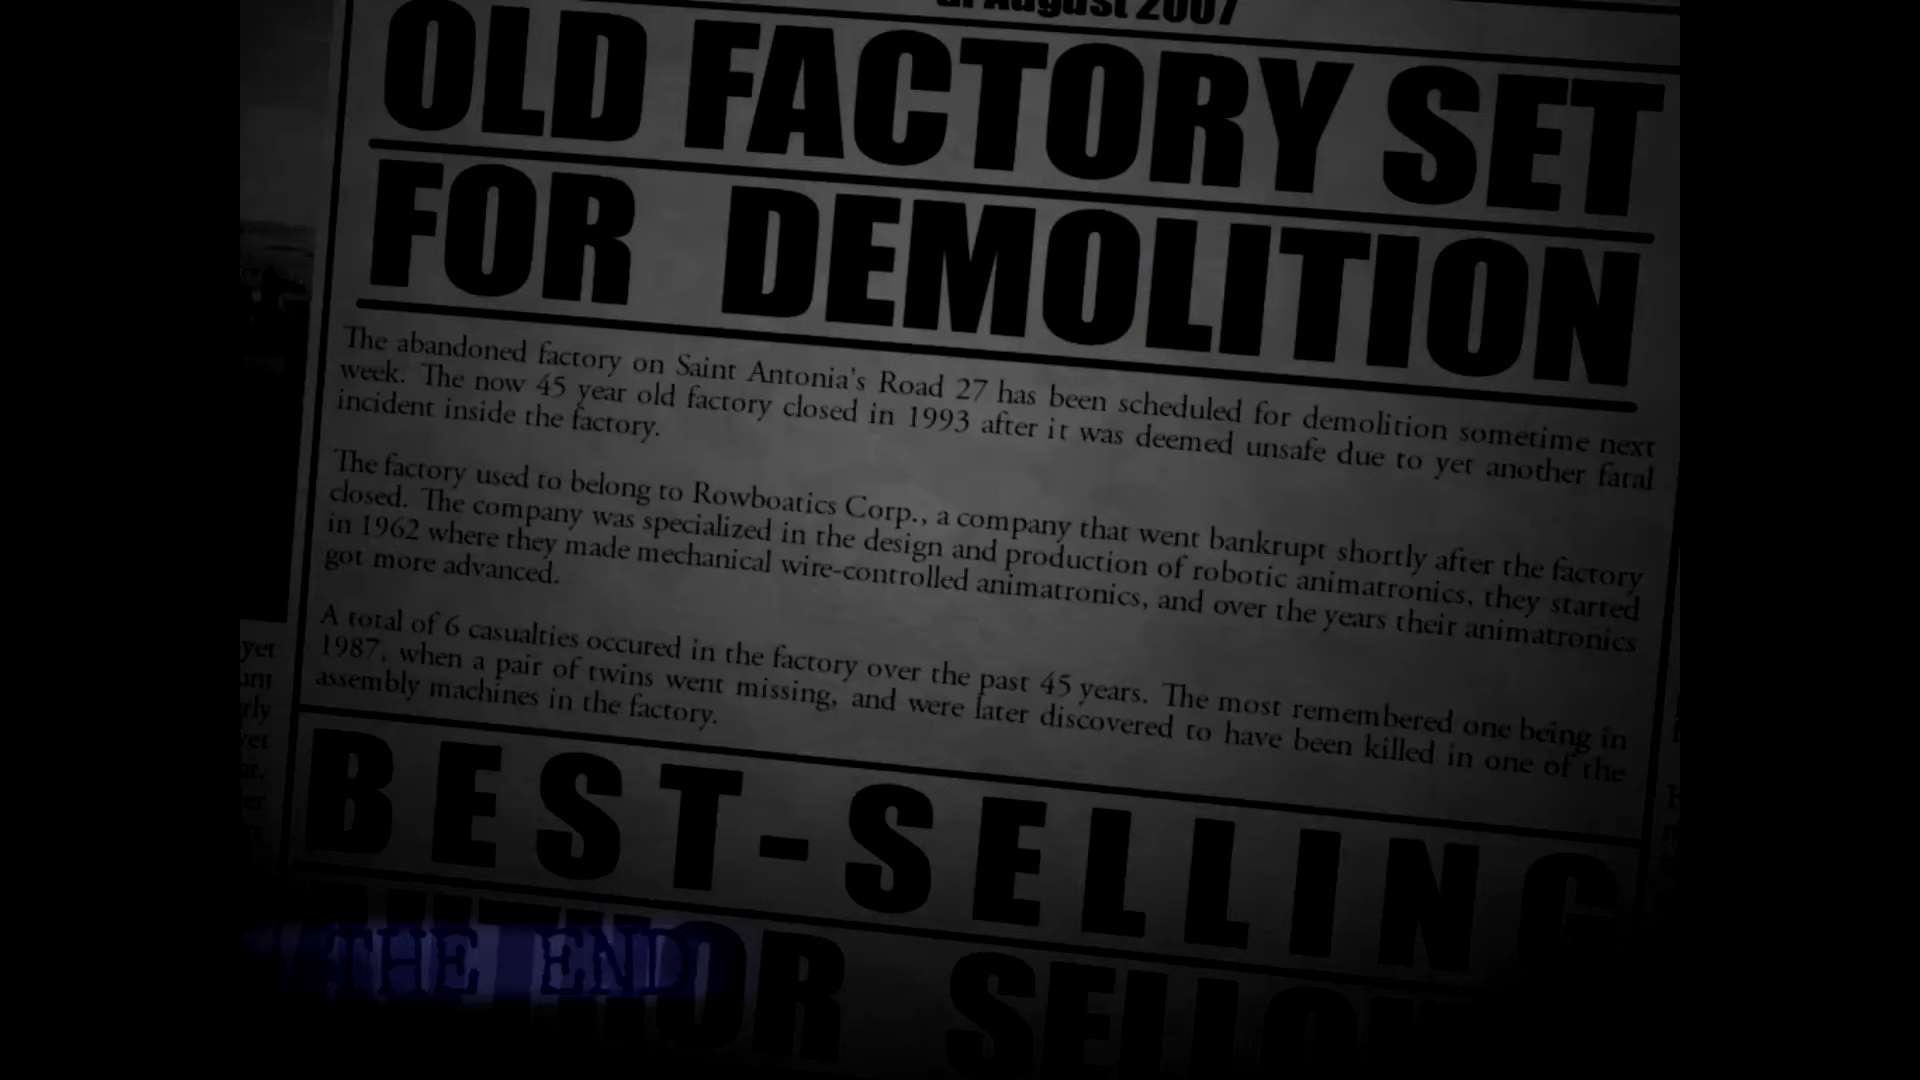 August 2007
OLD FACTORY SET
FOR DEMOLITION
The abandoned factory on Saint Antonia's Road 27 has been scheduled for demolition sometime next
week. The now 45 year old factory closed in 1993 after it was deemed unsafe due to yet another fatal
incident inside the factory.
The factory used to belong to Rowboatics Corp., a company that went bankrupt shortly after the factory
closed. The company was specialized in the design and production of robotic animatronics, they started
in 1962 where they made mechanical wire-controlled animatronics, and over the years their animatronics
got more advanced.
A total of 6 casualties occured in the factory over the past 45 years. The most remembered one being in
1987, when a pair of twins went missing, and were later discovered to have been killed in one of the
assembly machines in the factory.
yet
BEST-SELLING
THE END